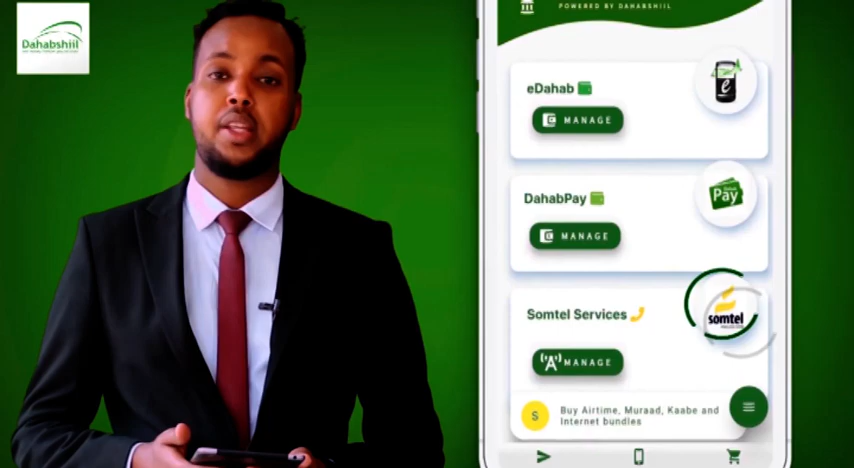 Dahabshiil
POWERED BY DAHABSHIIL
eDahab
e
MANAGE
DahabPay
Pay
MANAGE
Somtel Services
somtel
MANAGE
S
Buy Airtime, Muraad, Kaabe and
Internet bundles